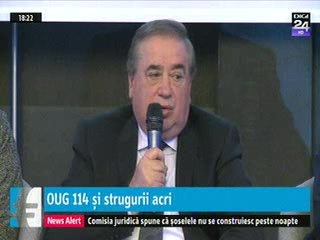 18:22
DIGI
24
HD
OUG 114 și strugurii acri
News Alert Comisia juridică spune că șoselele nu se construiesc peste noapte